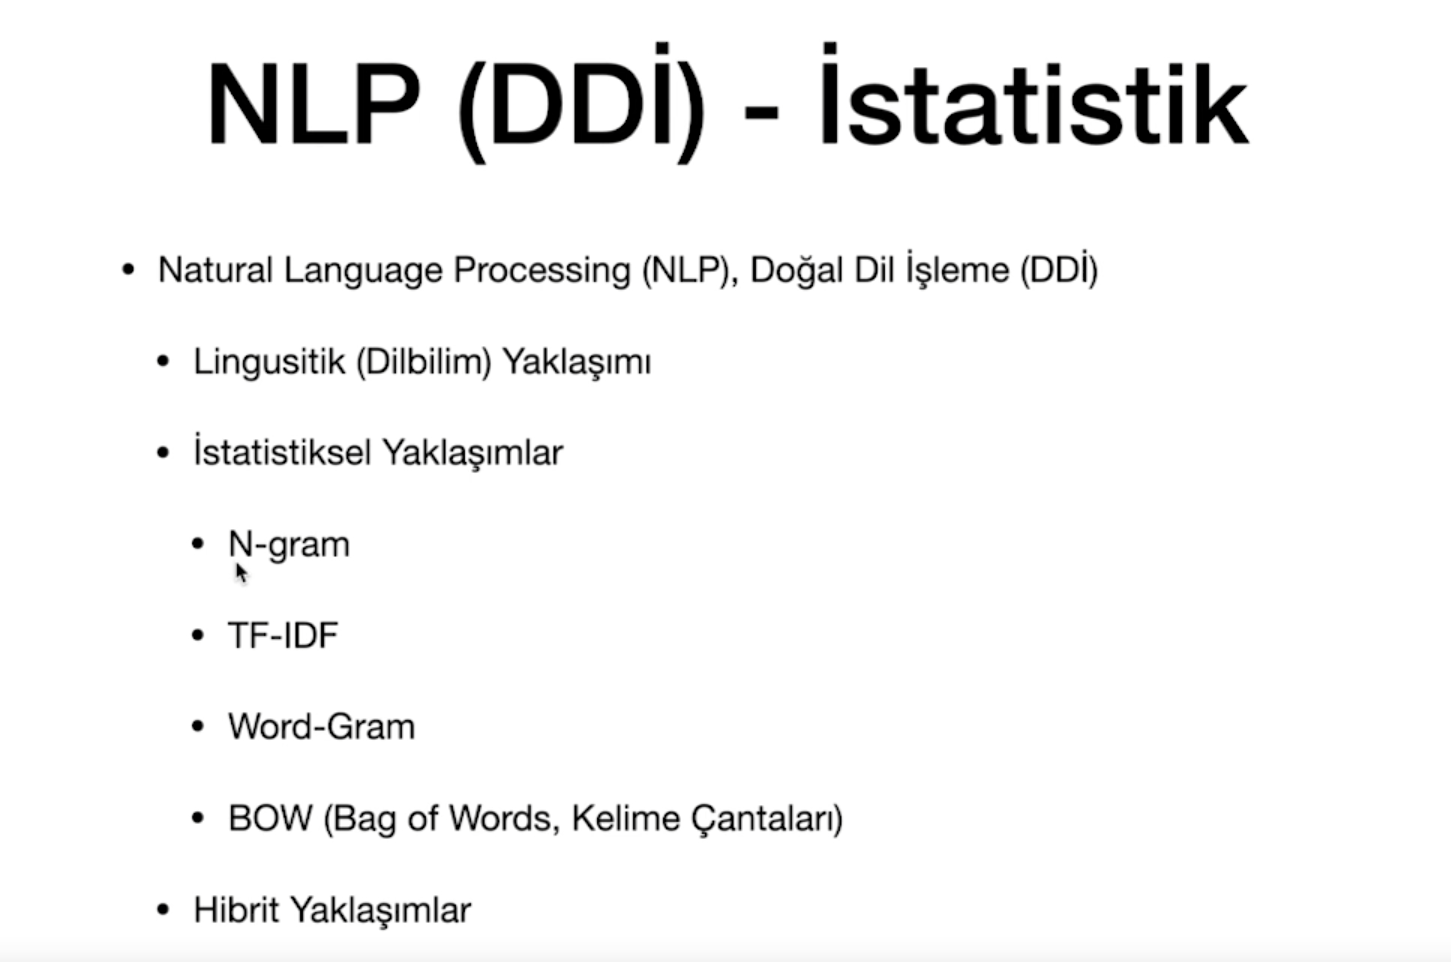 NLP (DDİ) - İstatistik
• Natural Language Processing (NLP), Doğal Dil İşleme (DDİ)
• Lingusitik (Dilbilim) Yaklaşımı
• İstatistiksel Yaklaşımlar
• N-gram
• TF-IDF
• Word-Gram
• BOW (Bag of Words, Kelime Çantaları)
• Hibrit Yaklaşımlar